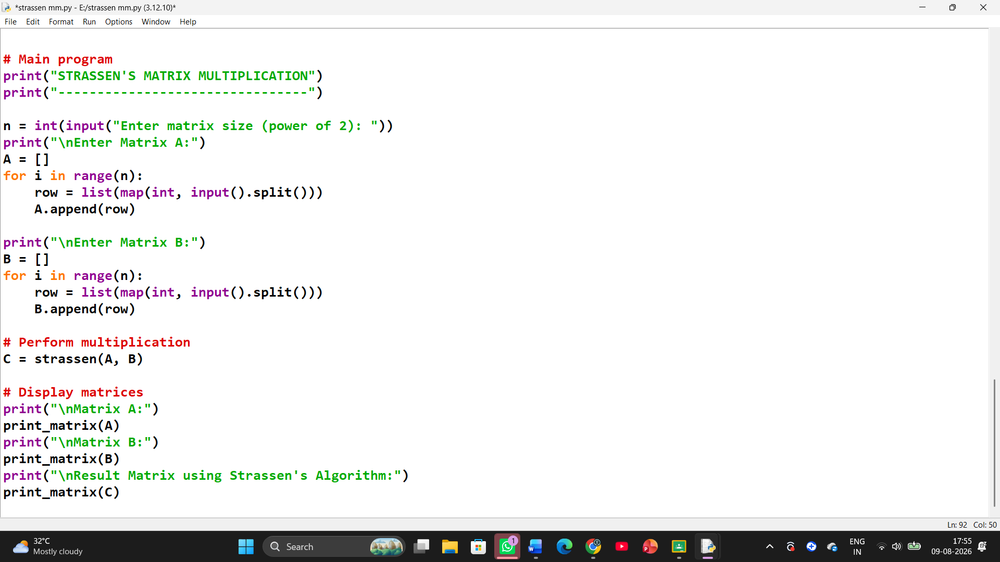 *strassen mm.py - E:/strassen mm.py (3.12.10)*
File Edit Format Run Options Window Help
# Main program
print("STRASSEN'S MATRIX MULTIPLICATION")
print("--------------------------------")
n = int(input("Enter matrix size (power of 2): "))
print("\nEnter Matrix A:")
A = []
for i in range(n):
    row = list(map(int, input().split()))
    A.append(row)
print("\nEnter Matrix B:")
B = []
for i in range(n):
    row = list(map(int, input().split()))
    B.append(row)
# Perform multiplication
C = strassen(A, B)
# Display matrices
print("\nMatrix A:")
print_matrix(A)
print("\nMatrix B:")
print_matrix(B)
print("\nResult Matrix using Strassen's Algorithm:")
print_matrix(C)
Ln: 92 Col: 50
32°C
Mostly cloudy
Search
1
ENG
IN
17:55
09-08-2026